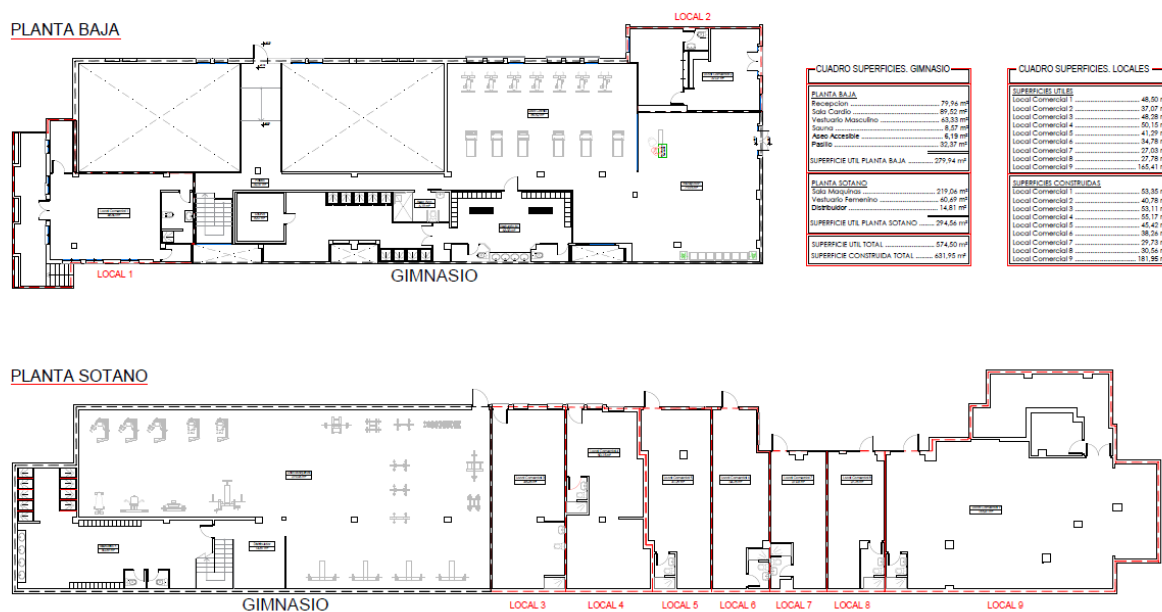 PLANTA BAJA
LOCAL 2
LOCAL 1
GIMNASIO
CUADRO SUPERFICIES. GIMNASIO
PLANTA BAJA
Recepcion 79,96 m²
Sala Cardio 89,52 m²
Vestuario Masculino 63,33 m²
Sauna 8,57 m²
Aseo Accesible 6,19 m²
Pasillo 32,37 m²
SUPERFICIE UTIL PLANTA BAJA 279,94 m²
PLANTA SOTANO
Sala Maquinas 219,06 m²
Vestuario Femenino 60,69 m²
Distribuidor 14,81 m²
SUPERFICIE UTIL PLANTA SOTANO 294,56 m²
SUPERFICIE UTIL TOTAL 574,50 m²
SUPERFICIE CONSTRUIDA TOTAL 631,95 m²
CUADRO SUPERFICIES. LOCALES
SUPERFICIES UTILES
Local Comercial 1 48,50
Local Comercial 2 37,07
Local Comercial 3 48,28
Local Comercial 4 50,15
Local Comercial 5 41,29
Local Comercial 6 34,78
Local Comercial 7 27,03
Local Comercial 8 27,78
Local Comercial 9 165,41
SUPERFICIES CONSTRUIDAS
Local Comercial 1 53,35
Local Comercial 2 40,78
Local Comercial 3 53,11
Local Comercial 4 55,17
Local Comercial 5 45,42
Local Comercial 6 38,26
Local Comercial 7 29,73
Local Comercial 8 30,56
Local Comercial 9 181,95
PLANTA SOTANO
GIMNASIO
LOCAL 3
LOCAL 4
LOCAL 5
LOCAL 6
LOCAL 7
LOCAL 8
LOCAL 9